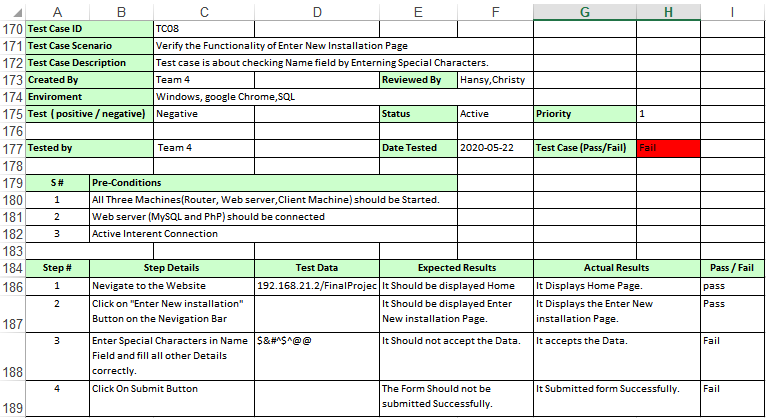 A B C D E F G H I
170 Test Case ID TC08
171 Test Case Scenario Verify the Functionality of Enter New Installation Page
172 Test Case Description Test case is about checking Name field by Enterning Special Characters.
173 Created By Team 4 Reviewed By Hansy,Christy
174 Enviroment Windows, google Chrome,SQL
175 Test ( positive / negative) Negative Status Active Priority 1
176
177 Tested by Team 4 Date Tested 2020-05-22 Test Case (Pass/Fail) Fail
178
179 S # Pre-Conditions
180 1 All Three Machines(Router, Web server,Client Machine) should be Started.
181 2 Web server (MySQL and PhP) should be connected
182 3 Active Interent Connection
183
184 Step # Step Details Test Data Expected Results Actual Results Pass / Fail
186 1 Nevigate to the Website 192.168.21.2/FinalProjec It Should be displayed Home It Displays Home Page. pass
2 Click on "Enter New installation" It Should be displayed Enter It Displays the Enter New Pass
187 Button on the Nevigation Bar New installation Page. installation Page.
3 Enter Special Characters in Name $&#^$^@@ It Should not accept the Data. It accepts the Data. Fail
Field and fill all other Details
188 correctly.
4 Click On Submit Button The Form Should not be It Submitted form Successfully. Fail
189 submitted Successfully.